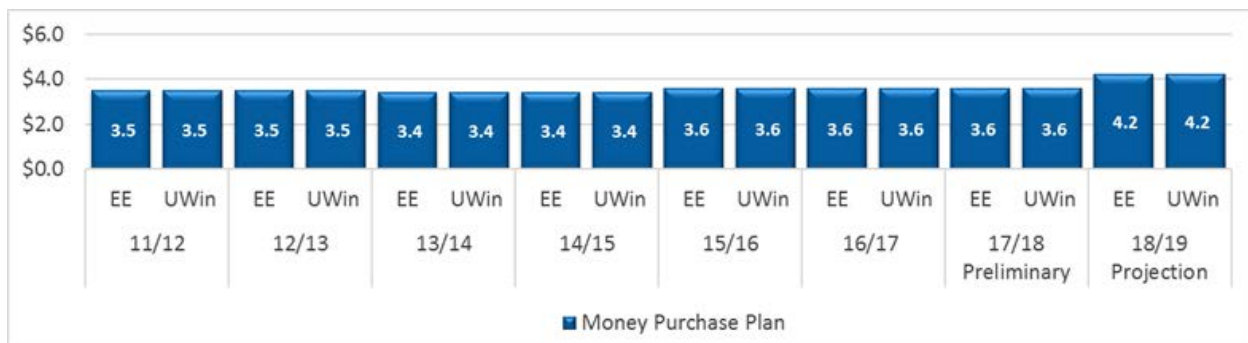 $6.0
$4.0
$2.0
$0.0
3.5 3.5 3.5 3.5 3.4 3.4 3.4 3.4 3.6 3.6 3.6 3.6 3.6 3.6 4.2 4.2
EE UWin EE UWin EE UWin EE UWin EE UWin EE UWin EE UWin EE UWin
11/12 12/13 13/14 14/15 15/16 16/17 17/18 18/19
Preliminary Projection
Money Purchase Plan